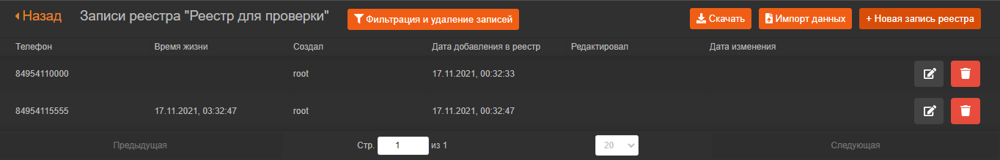 Назад Записи реестра "Реестр для проверки" Фильтрация и удаление записей Скачать Импорт данных + Новая запись реестра
Телефон Время жизни Создал Дата добавления в реестр Редактировал Дата изменения
84954110000 root 17.11.2021, 00:32:33
84954115555 17.11.2021, 03:32:47 root 17.11.2021, 00:32:47
Предыдущая Стр. 1 из 1 20 Следующая